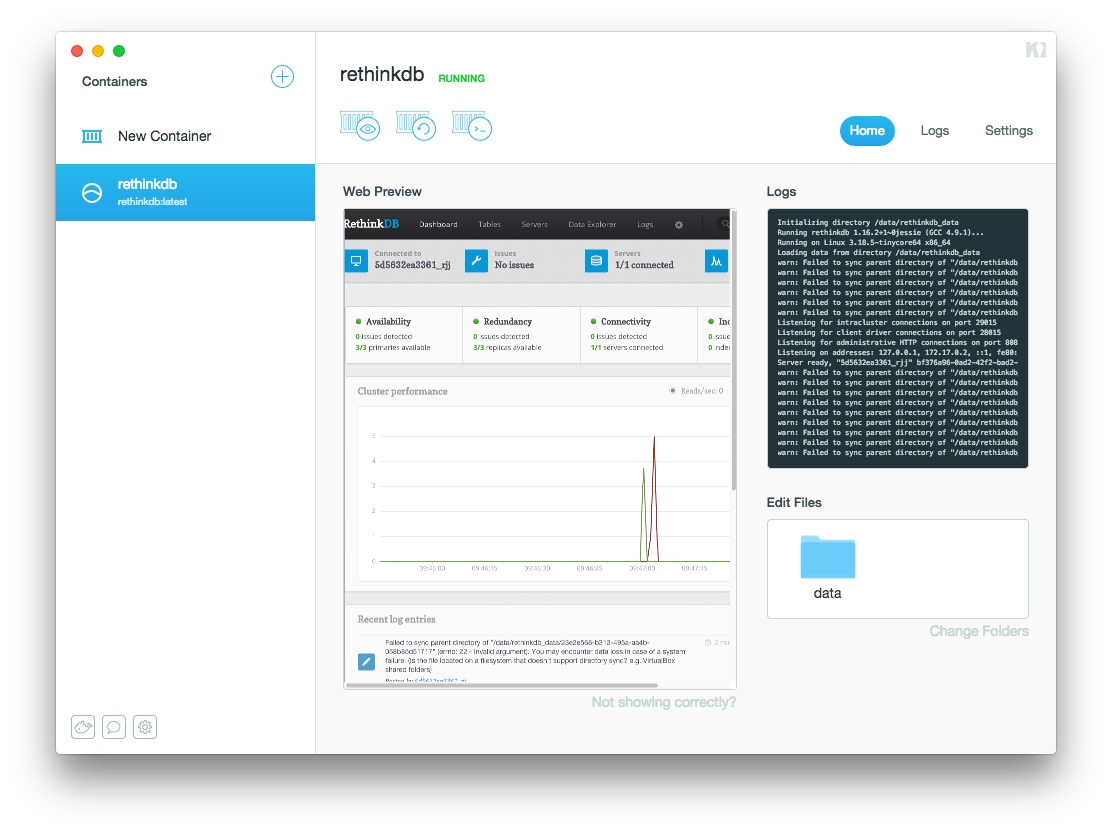 Containers
New Container
rethinkdb
rethinkdb:latest
rethinkdb RUNNING
Home Logs Settings
Web Preview
RethinkDB Dashboard Tables Servers Data Explorer Logs
Connected to
5d5632ea3361_rjj
Issues
No issues
Servers
1/1 connected
Availability
0 issues detected
3/3 primaries available
Redundancy
0 issues detected
3/3 replicas available
Connectivity
0 issues detected
1/1 servers connected
Cluster performance
Reads/sec: 0
5
4
3
2
1
0
09:46:00 09:46:15 09:46:30 09:46:45 09:47:00 09:47:15
Recent log entries
Failed to sync parent directory of "/data/rethinkdb_data/23e2e568-b313-495a-aa4b-
058b85d51717" (errno: 22 - Invalid argument). You may encounter data loss in case of a system
failure. (Is the file located on a filesystem that doesn't support directory sync? e.g. VirtualBox
shared folders)
2
Posted by
Not showing correctly?
Logs
Initializing directory /data/rethinkdb_data
Running rethinkdb 1.16.2+1~0jessie (GCC 4.9.1)...
Running on Linux 3.18.5-tinycore64 x86_64
Loading data from directory /data/rethinkdb_data
warn: Failed to sync parent directory of "/data/rethinkdb
warn: Failed to sync parent directory of "/data/rethinkdb
warn: Failed to sync parent directory of "/data/rethinkdb
warn: Failed to sync parent directory of "/data/rethinkdb
warn: Failed to sync parent directory of "/data/rethinkdb
warn: Failed to sync parent directory of "/data/rethinkdb
Listening for intracluster connections on port 29015
Listening for client driver connections on port 28015
Listening for administrative HTTP connections on port 808
Listening on addresses: 127.0.0.1, 172.17.0.2, ::1, fe80:
Server ready, "5d5632ea3361_rjj" bf376a96-0ad2-42f2-bad2-
warn: Failed to sync parent directory of "/data/rethinkdb
warn: Failed to sync parent directory of "/data/rethinkdb
warn: Failed to sync parent directory of "/data/rethinkdb
warn: Failed to sync parent directory of "/data/rethinkdb
warn: Failed to sync parent directory of "/data/rethinkdb
warn: Failed to sync parent directory of "/data/rethinkdb
warn: Failed to sync parent directory of "/data/rethinkdb
warn: Failed to sync parent directory of "/data/rethinkdb
warn: Failed to sync parent directory of "/data/rethinkdb
Edit Files
data
Change Folders